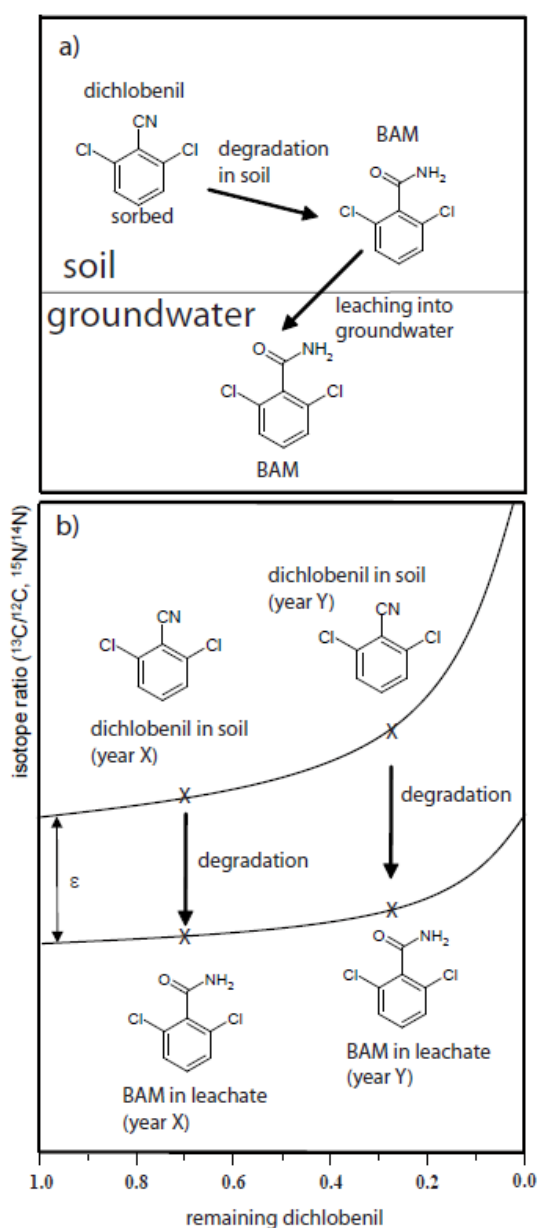 a)
dichlobenil
CN
Cl
Cl
sorbed
degradation
in soil
BAM
O
NH2
Cl
Cl
soil
groundwater
leaching into
groundwater
O
NH2
Cl
Cl
BAM
b)
isotope ratio (13C/12C, 15N/14N)
dichlobenil in soil
(year Y)
CN
Cl
Cl
CN
Cl
Cl
dichlobenil in soil
(year X)
X
X
degradation
degradation
ε
X
X
O
NH2
Cl
Cl
BAM in leachate
(year X)
O
NH2
Cl
Cl
BAM in leachate
(year Y)
1.0 0.8 0.6 0.4 0.2 0.0
remaining dichlobenil